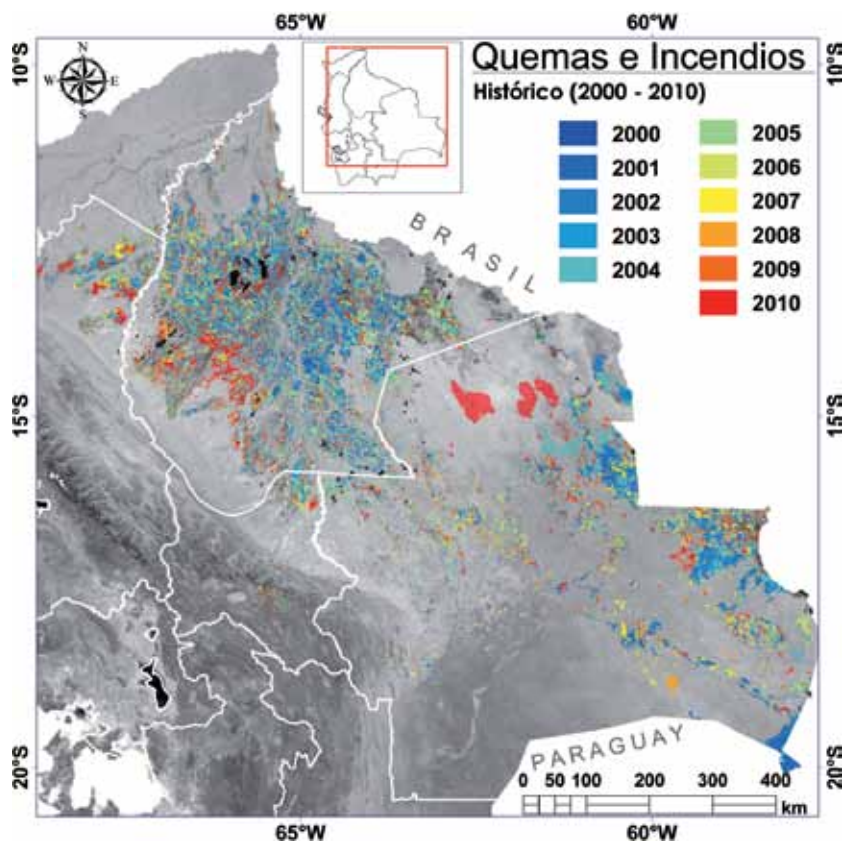 65°W
60°W
10°S
N
W E
S
Quemas e Incendios
Histórico (2000 - 2010)
2000
2001
2002
2003
2004
2005
2006
2007
2008
2009
2010
BRASIL
15°S
15°S
PARAGUAY
20°S
20°S
0 50 100 200 300 400
km
65°W
60°W
10°S